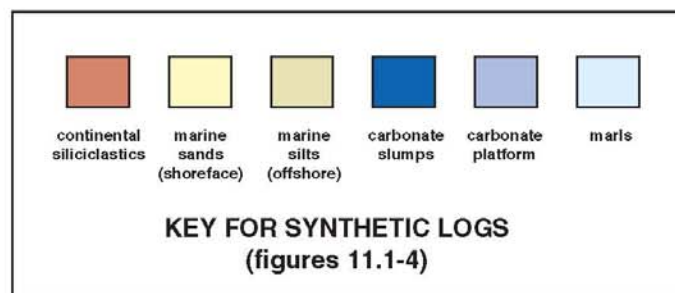 continental siliciclastics
marine sands (shoreface)
marine silts (offshore)
carbonate slumps
carbonate platform
marls
KEY FOR SYNTHETIC LOGS
(figures 11.1-4)